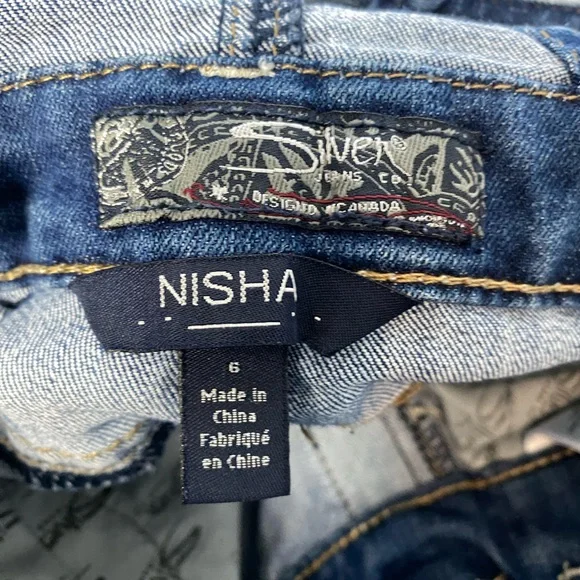 Silver®
JEANS CO.
DESIGNED IN CANADA
NISHA
6
Made in
China
Fabriqué
en Chine